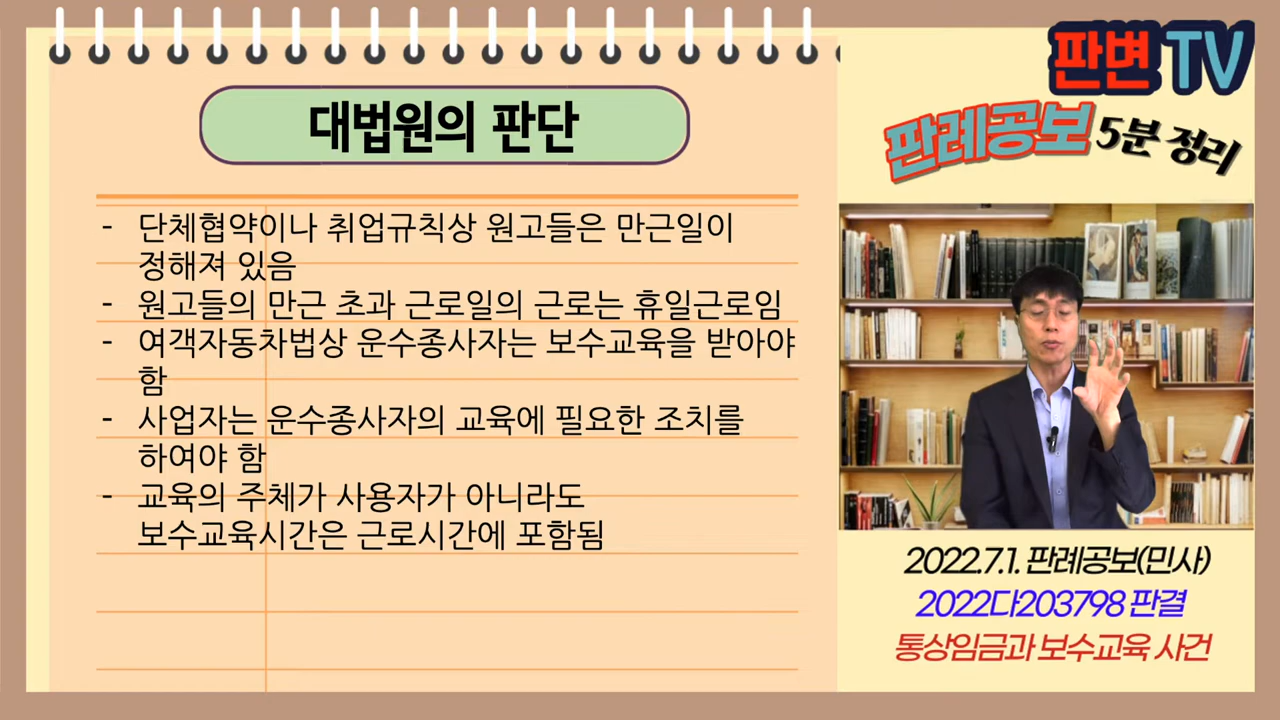 판변 TV
판례공보 5분 정리
대법원의 판단
- 단체협약이나 취업규칙상 원고들은 만근일이
정해져 있음
- 원고들의 만근 초과 근로일의 근로는 휴일근로임
- 여객자동차법상 운수종사자는 보수교육을 받아야
함
- 사업자는 운수종사자의 교육에 필요한 조치를
하여야 함
- 교육의 주체가 사용자가 아니라도
보수교육시간은 근로시간에 포함됨
2022.7.1. 판례공보(민사)
2022다203798 판결
통상임금과 보수교육 사건